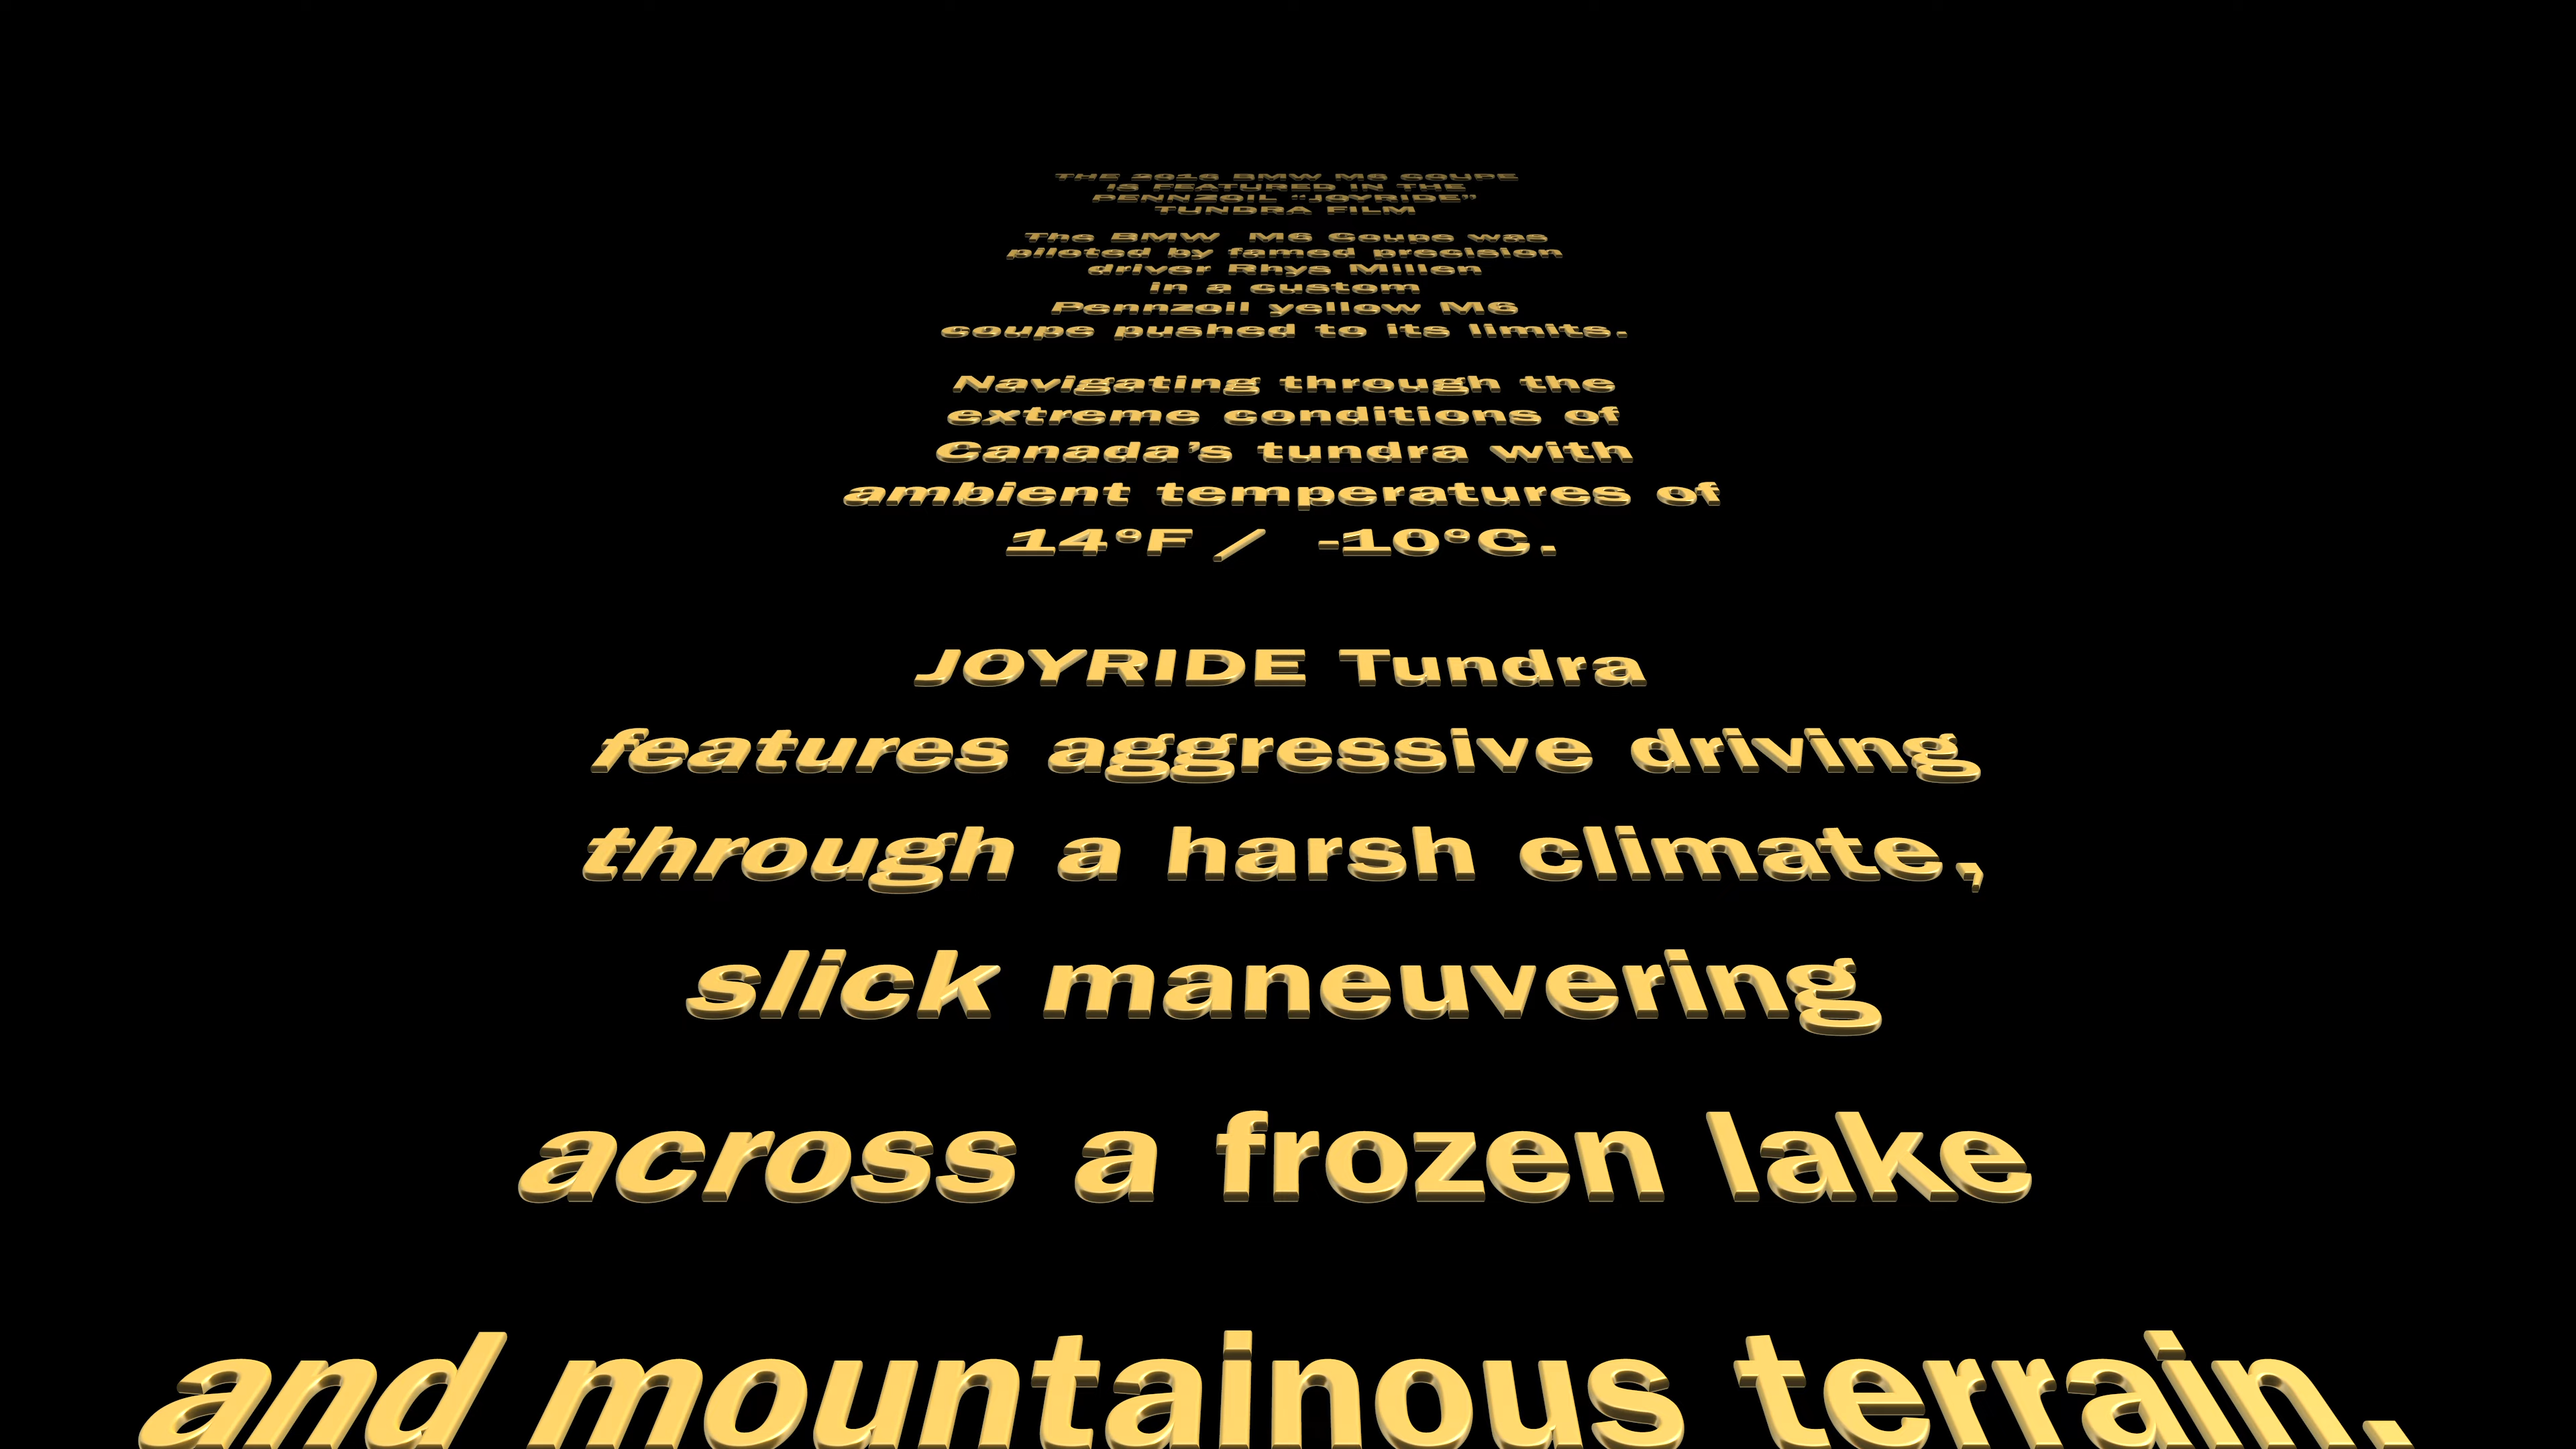 THE 2016 BMW M6 COUPE
IS FEATURED IN THE
PENNZOIL “JOYRIDE”
TUNDRA FILM
The BMW M6 Coupe was
piloted by famed precision
driver Rhys Millen
in a custom
Pennzoil yellow M6
coupe pushed to its limits.
Navigating through the
extreme conditions of
Canada’s tundra with
ambient temperatures of
14°F / -10°C.
JOYRIDE Tundra
features aggressive driving
through a harsh climate,
slick maneuvering
across a frozen lake
and mountainous terrain.